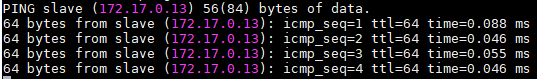 PING slave (172.17.0.13) 56(84) bytes of data.
64 bytes from slave (172.17.0.13): icmp_seq=1 ttl=64 time=0.088 ms
64 bytes from slave (172.17.0.13): icmp_seq=2 ttl=64 time=0.046 ms
64 bytes from slave (172.17.0.13): icmp_seq=3 ttl=64 time=0.055 ms
64 bytes from slave (172.17.0.13): icmp_seq=4 ttl=64 time=0.046 ms